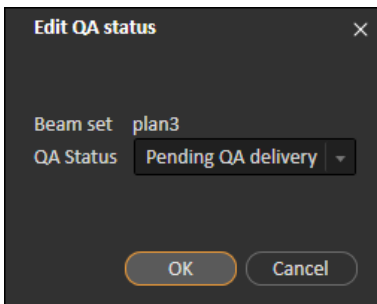 Edit QA status
Beam set plan3
QA Status Pending QA delivery
OK Cancel